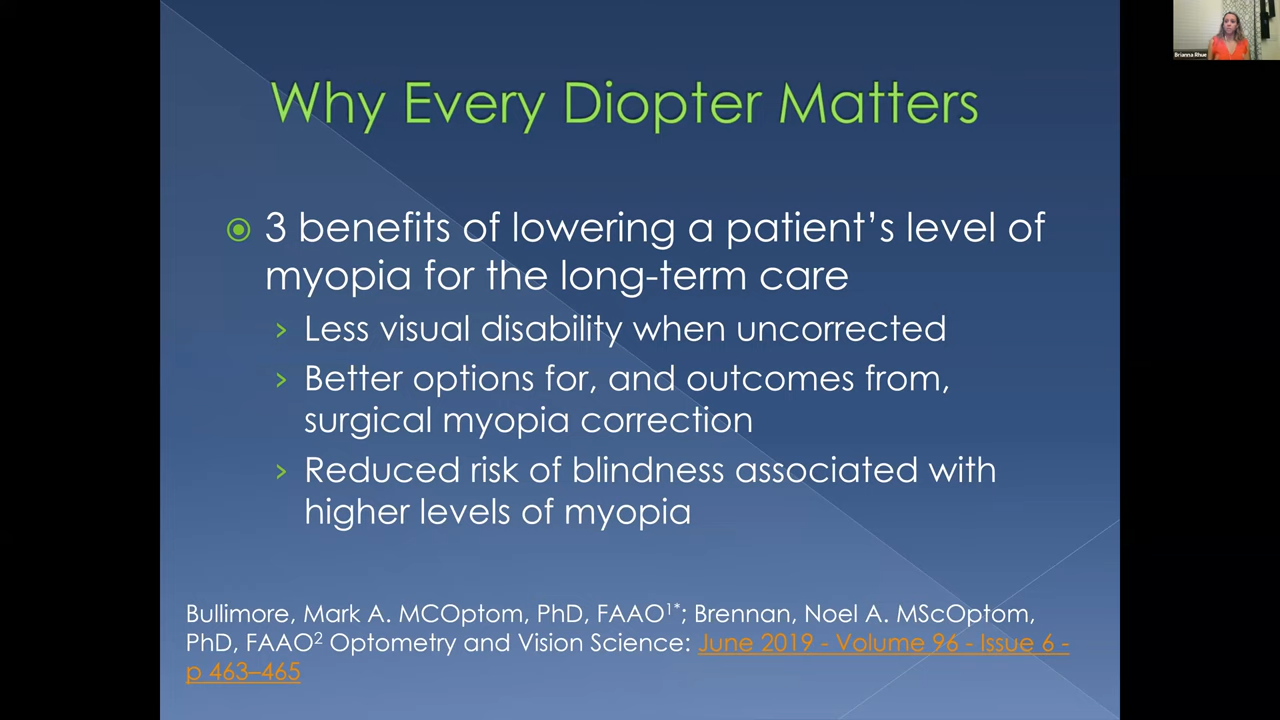 Why Every Diopter Matters
3 benefits of lowering a patient's level of
myopia for the long-term care
Less visual disability when uncorrected
Better options for, and outcomes from,
surgical myopia correction
Reduced risk of blindness associated with
higher levels of myopia
Bullimore, Mark A. MCOptom, PhD, FAAO1*; Brennan, Noel A. MScOptom,
PhD, FAAO2 Optometry and Vision Science: June 2019 - Volume 96 - Issue 6 -
p 463–465
Brianna Rhue